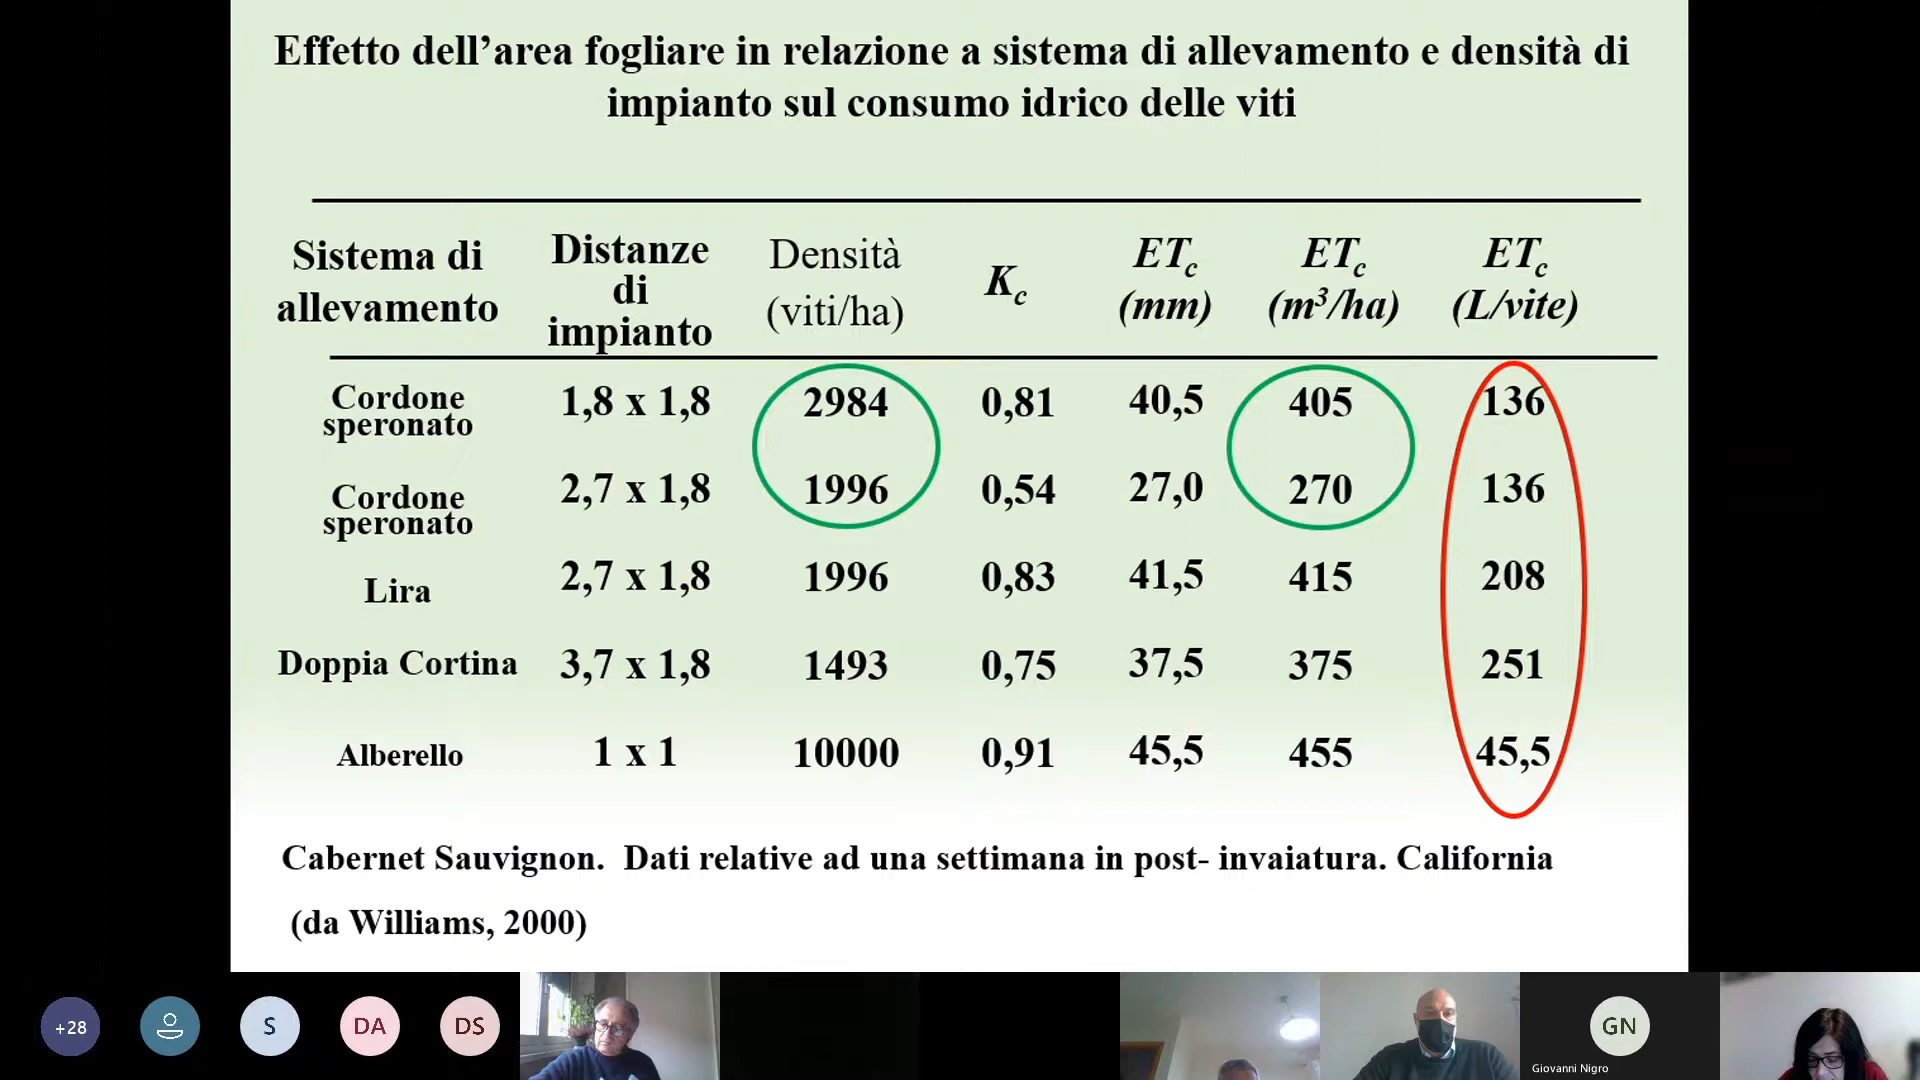 Effetto dell’area fogliare in relazione a sistema di allevamento e densità di
impianto sul consumo idrico delle viti
Sistema di
allevamento
Distanze
di
impianto
Densità
(viti/ha)
Kc
ETc
(mm)
ETc
(m³/ha)
ETc
(L/vite)
Cordone
speronato
1,8 x 1,8 2984 0,81 40,5 405 136
Cordone
speronato
2,7 x 1,8 1996 0,54 27,0 270 136
Lira 2,7 x 1,8 1996 0,83 41,5 415 208
Doppia Cortina 3,7 x 1,8 1493 0,75 37,5 375 251
Alberello 1 x 1 10000 0,91 45,5 455 45,5
Cabernet Sauvignon. Dati relative ad una settimana in post- invaiatura. California
(da Williams, 2000)
+28 S DA DS GN
Giovanni Nigro